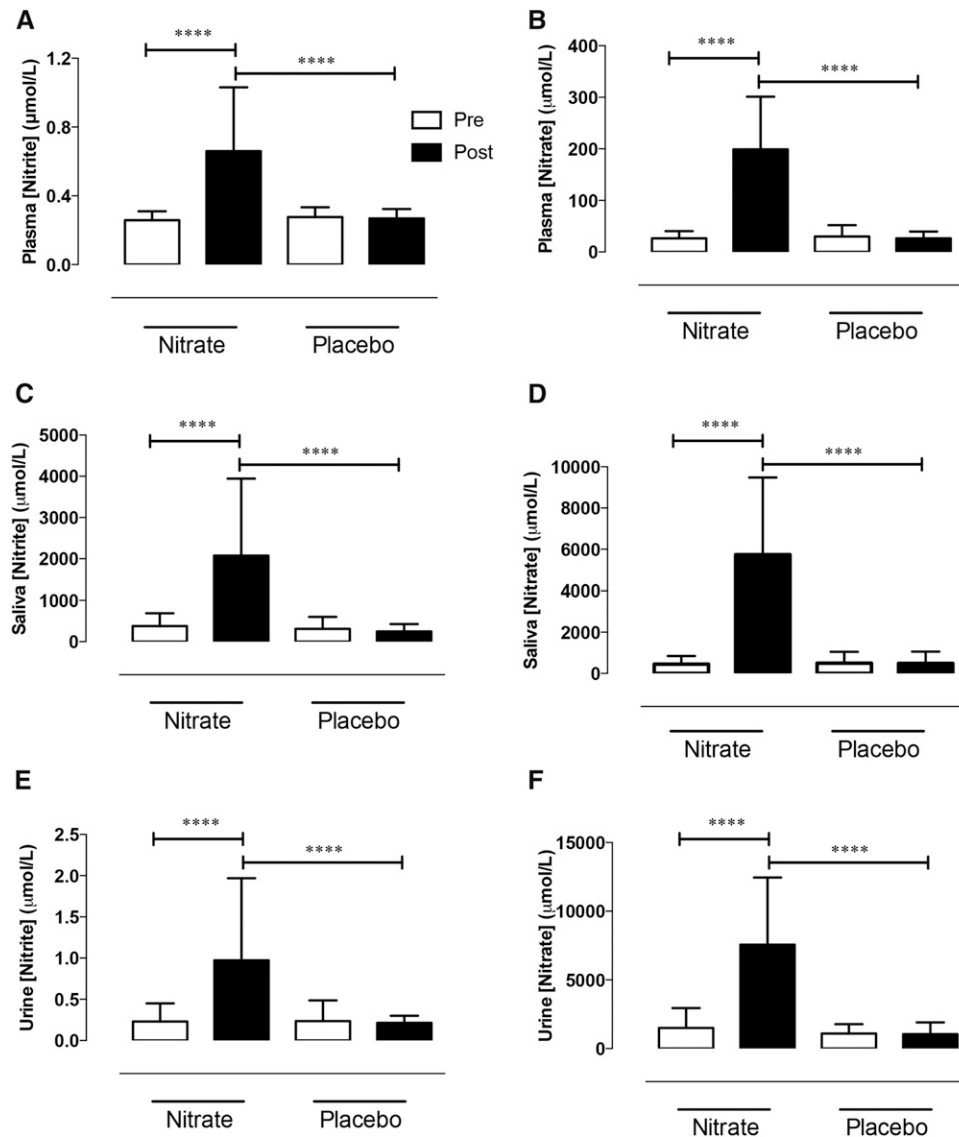 A
Plasma [Nitrite] (μmol/L)
1.2
0.8
0.4
0.0
****
****
Pre
Post
Nitrate Placebo
B
Plasma [Nitrate] (μmol/L)
400
300
200
100
0
****
****
Nitrate Placebo
C
Saliva [Nitrite] (μmol/L)
5000
4000
3000
2000
1000
0
****
****
Nitrate Placebo
D
Saliva [Nitrate] (μmol/L)
10000
8000
6000
4000
2000
0
****
****
Nitrate Placebo
E
Urine [Nitrite] (μmol/L)
2.5
2.0
1.5
1.0
0.5
0.0
****
****
Nitrate Placebo
F
Urine [Nitrate] (μmol/L)
15000
10000
5000
0
****
****
Nitrate Placebo